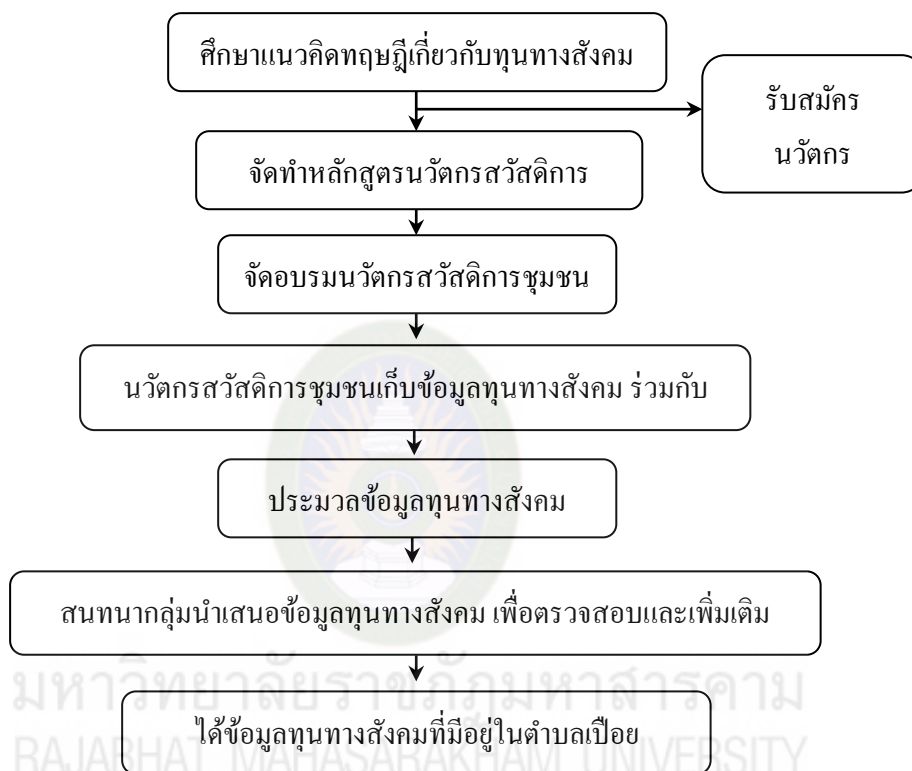 ศึกษาแนวคิดทฤษฎีเกี่ยวกับทุนทางสังคม
รับสมัคร
นวัตกร
จัดทำหลักสูตรนวัตกรสวัสดิการ
จัดอบรมนวัตกรสวัสดิการชุมชน
นวัตกรสวัสดิการชุมชนเก็บข้อมูลทุนทางสังคม ร่วมกับ
ประมวลข้อมูลทุนทางสังคม
สนทนากลุ่มนำเสนอข้อมูลทุนทางสังคม เพื่อตรวจสอบและเพิ่มเติม
มหาวิทยาลัยราชภัฏมหาสารคาม
ได้ข้อมูลทุนทางสังคมที่มีอยู่ในตำบลเปือย
RAJABHAT MAHASARAKHAM UNIVERSITY